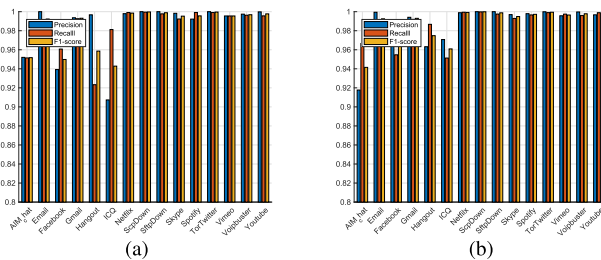 1
0.98
0.96
0.94
0.92
0.9
0.88
0.86
0.84
0.82
0.8
Precision
Recalll
F1-score
AIM_chat
Email
Facebook
Gmail
Hangout
ICQ
Netflix
ScpDown
SftpDown
Skype
Spotify
TorTwitter
Vimeo
Voipbuster
Youtube
(a)
1
0.98
0.96
0.94
0.92
0.9
0.88
0.86
0.84
0.82
0.8
Precision
Recalll
F1-score
AIM_chat
Email
Facebook
Gmail
Hangout
ICQ
Netflix
ScpDown
SftpDown
Skype
Spotify
TorTwitter
Vimeo
Voipbuster
Youtube
(b)